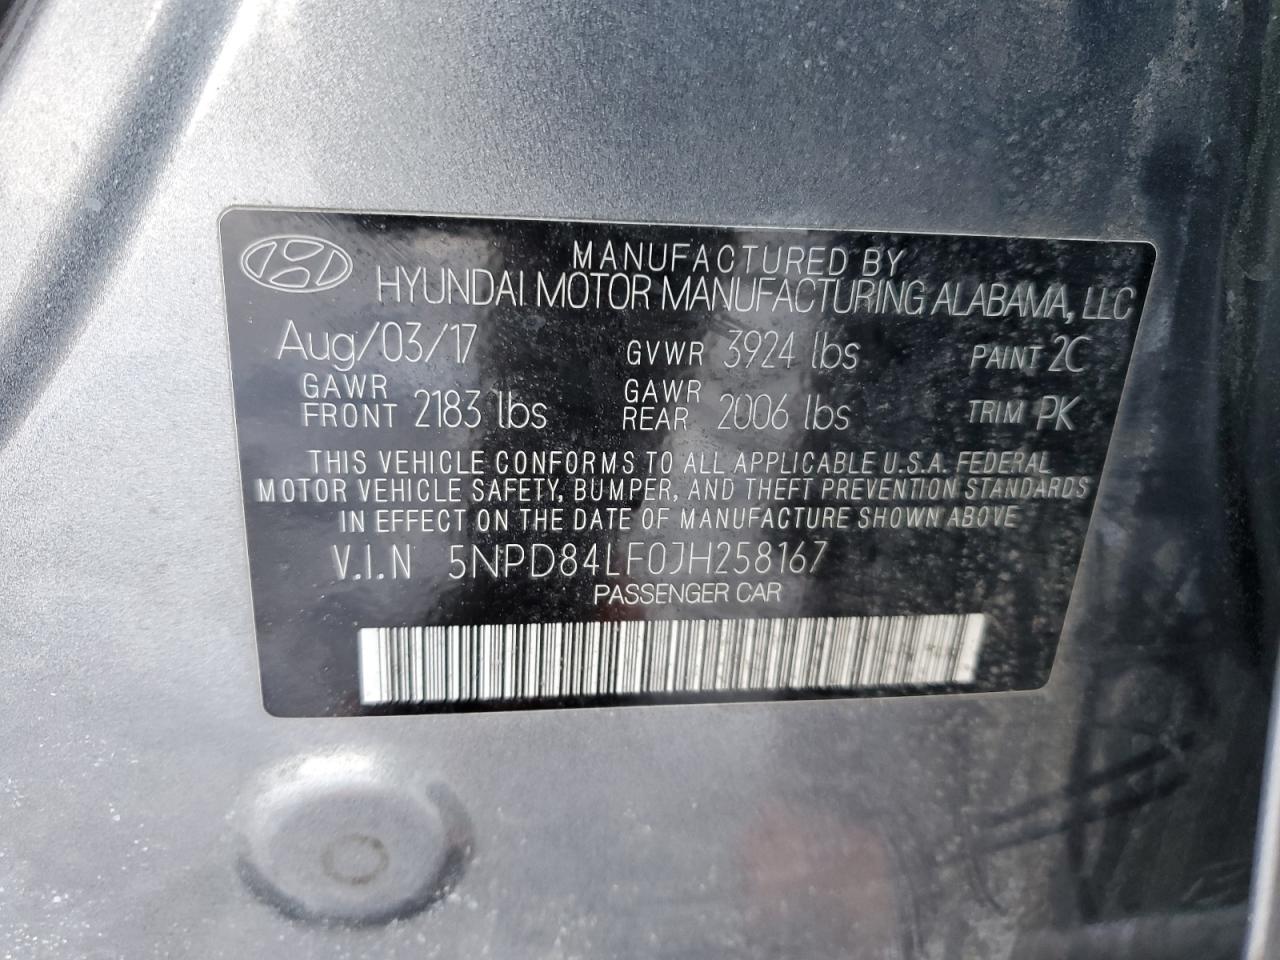 MANUFACTURED BY
HYUNDAI MOTOR MANUFACTURING ALABAMA, LLC
Aug/03/17 GVWR 3924 lbs PAINT 2C
GAWR FRONT 2183 lbs GAWR REAR 2006 lbs TRIM PK
THIS VEHICLE CONFORMS TO ALL APPLICABLE U.S.A. FEDERAL
MOTOR VEHICLE SAFETY, BUMPER, AND THEFT PREVENTION STANDARDS
IN EFFECT ON THE DATE OF MANUFACTURE SHOWN ABOVE
V.I.N 5NPD84LF0JH258167
PASSENGER CAR